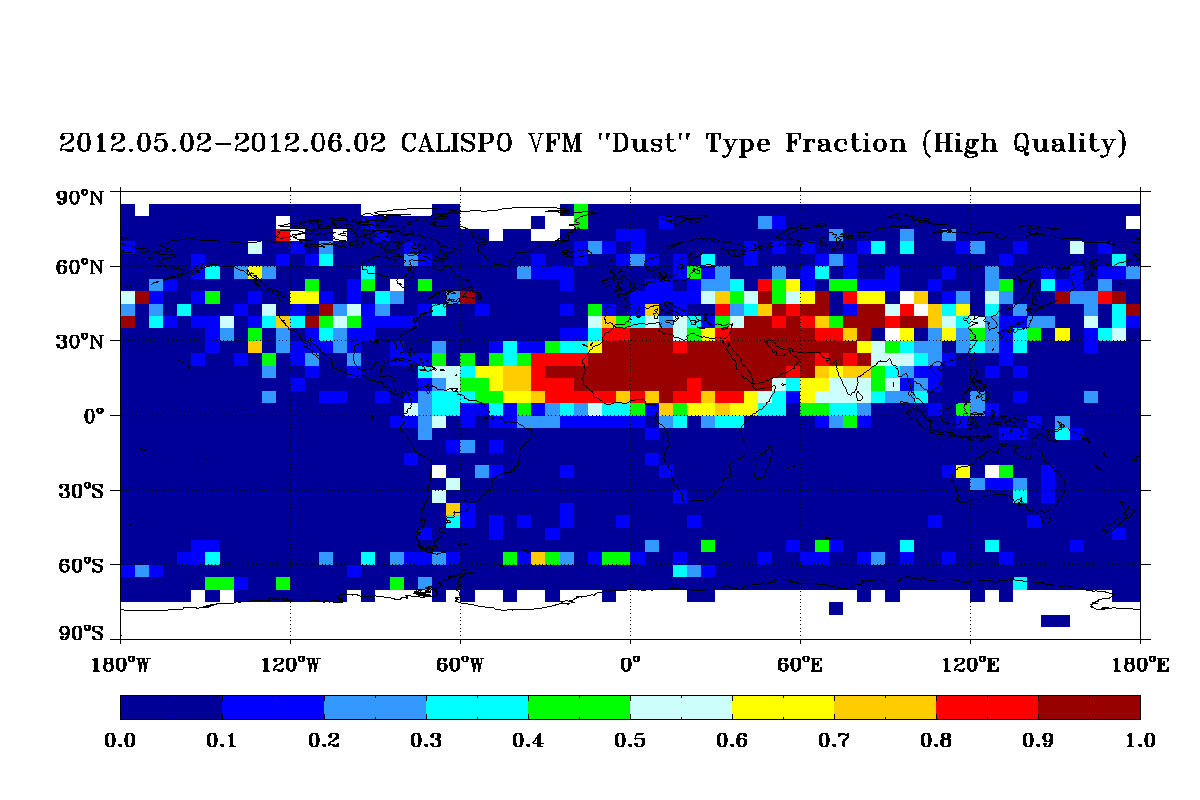 2012.05.02-2012.06.02 CALISPO VFM "Dust" Type Fraction (High Quality)
90°N
60°N
30°N
0°
30°S
60°S
90°S
180°W 120°W 60°W 0° 60°E 120°E 180°E
0.0 0.1 0.2 0.3 0.4 0.5 0.6 0.7 0.8 0.9 1.0